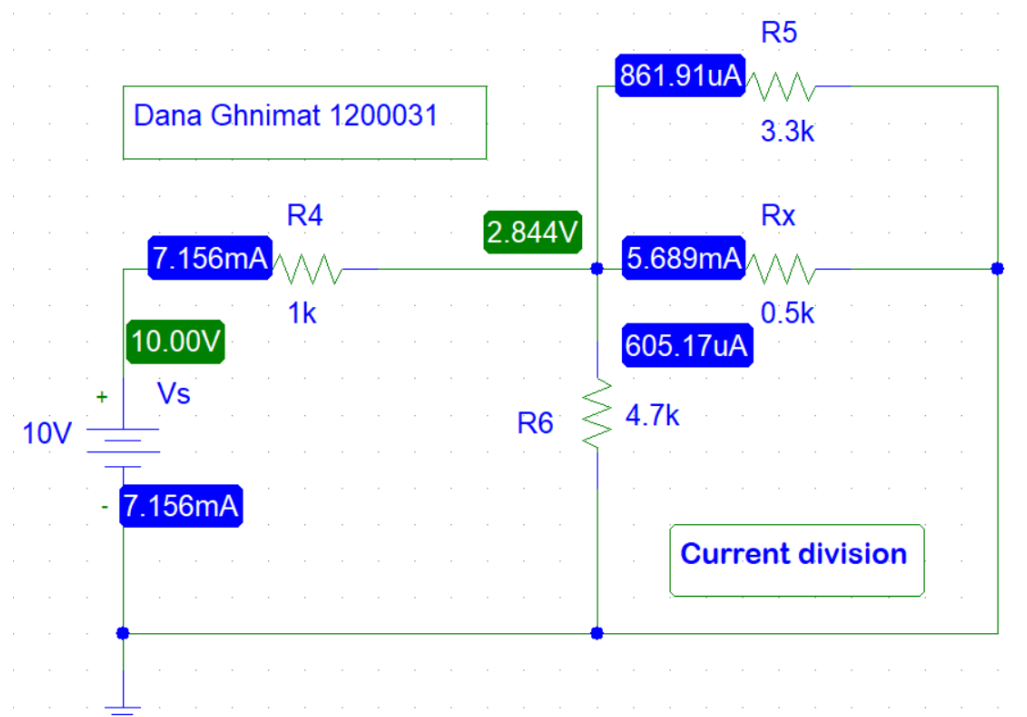 R5
861.91uA
3.3k
Dana Ghnimat 1200031
R4
Rx
2.844V
7.156mA
5.689mA
1k
0.5k
10.00V
605.17uA
+
Vs
10V
R6
4.7k
-
7.156mA
Current division